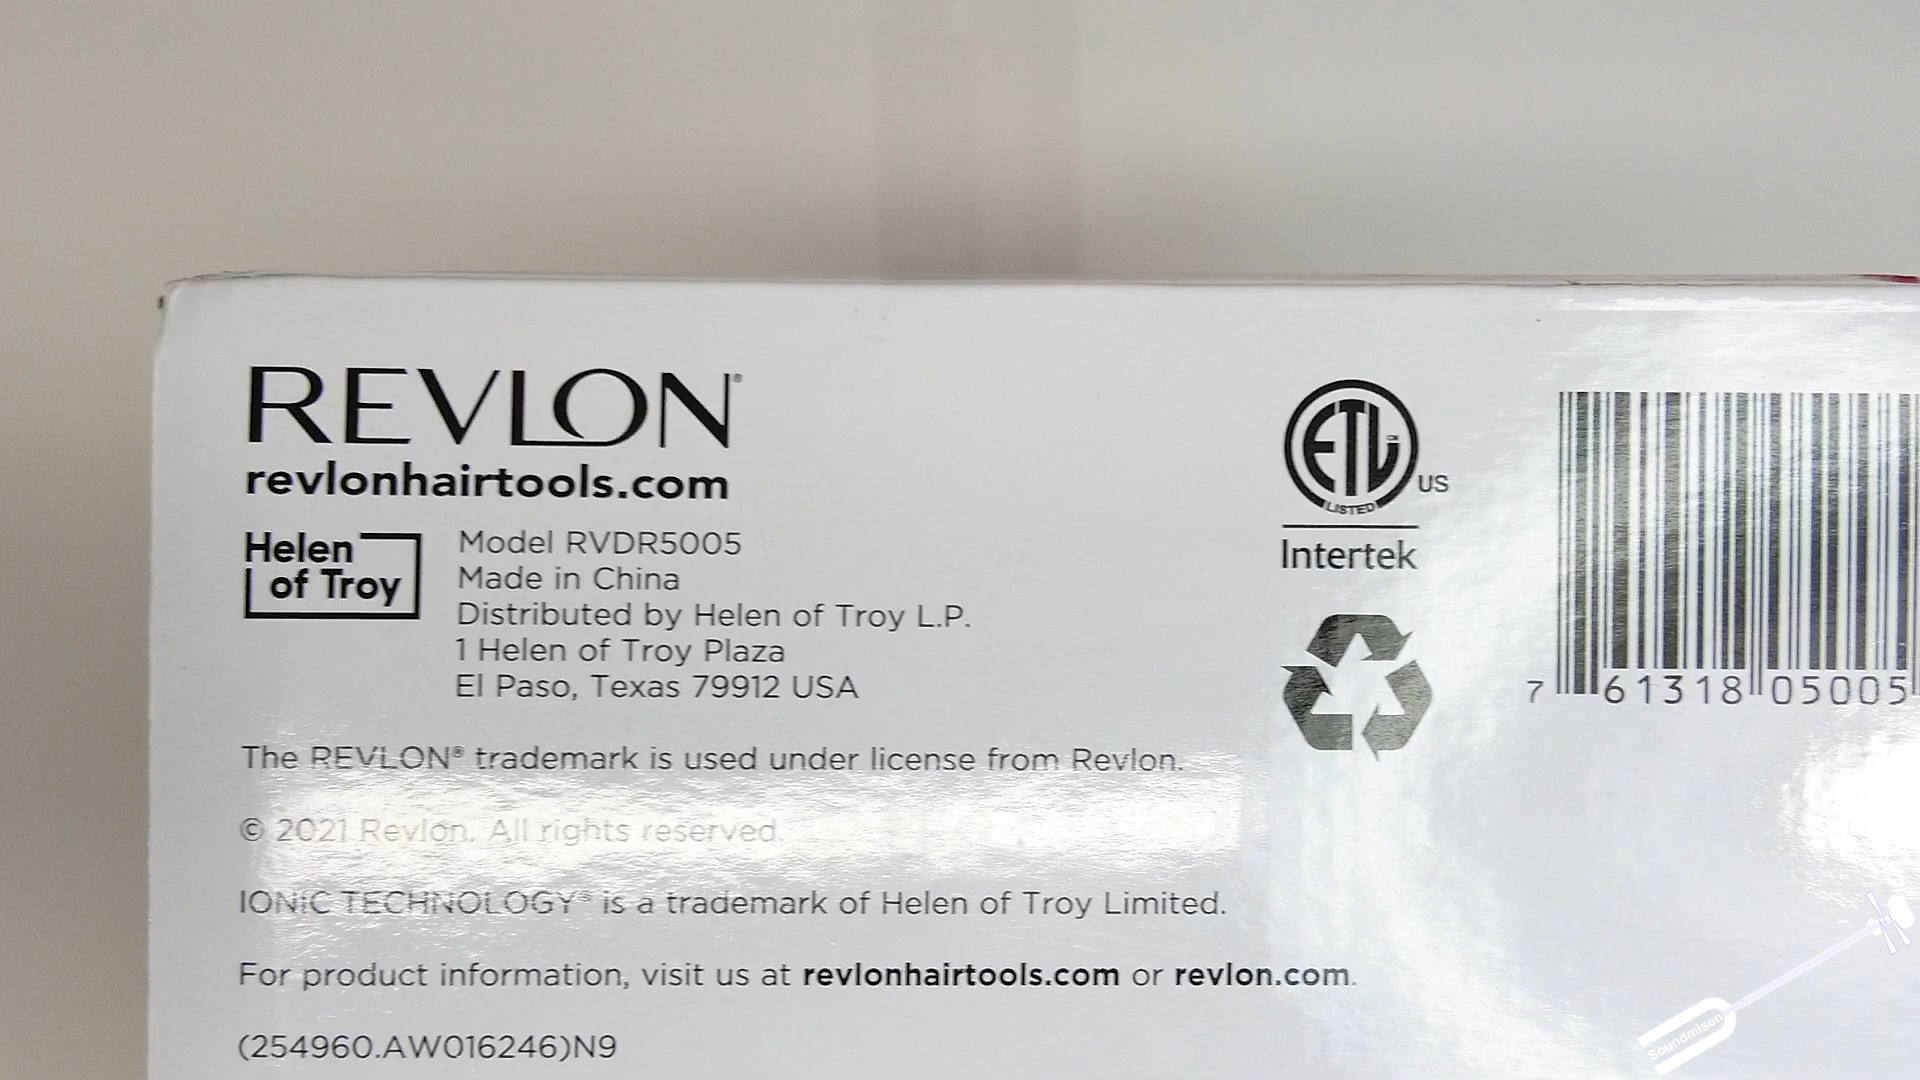 REVLON®
revlonhairtools.com
Helen
of Troy
Model RVDR5005
Made in China
Distributed by Helen of Troy L.P.
1 Helen of Troy Plaza
El Paso, Texas 79912 USA
ETL
CM
LISTED
US
Intertek
7 61318 05005
The REVLON® trademark is used under license from Revlon.
© 2021 Revlon. All rights reserved.
IONIC TECHNOLOGY® is a trademark of Helen of Troy Limited.
For product information, visit us at revlonhairtools.com or revlon.com.
(254960.AW016246)N9
Soundmisen